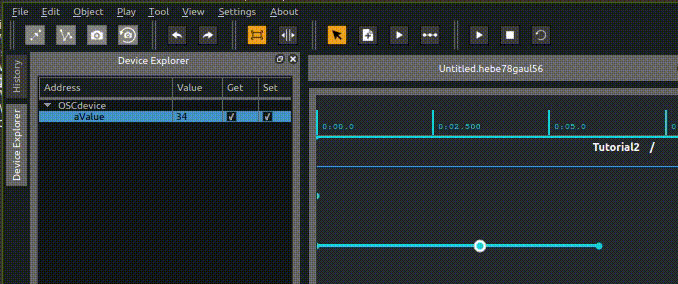 File Edit Object Play Tool View Settings About
Device Explorer
Untitled.hebe78gaul56
History
Device Explorer
Address Value Get Set
OSCdevice
aValue 34
0:00.0 0:02.500 0:05.0
Tutorial2 /